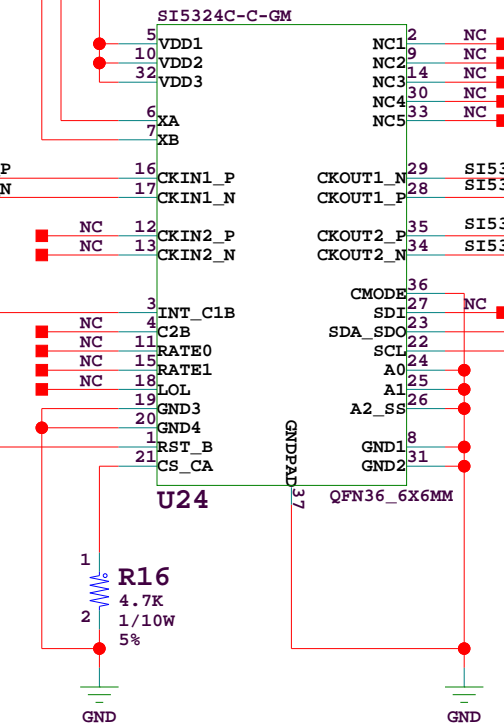 SI5324C-C-GM
5 VDD1 NC1 2 NC
10 VDD2 NC2 9 NC
32 VDD3 NC3 14 NC
NC4 30 NC
6 XA NC5 33 NC
7 XB
P 16 CKIN1_P CKOUT1_N 29 SI53
N 17 CKIN1_N CKOUT1_P 28 SI53
NC 12 CKIN2_P CKOUT2_P 35 SI53
NC 13 CKIN2_N CKOUT2_N 34 SI53
CMODE 36
3 INT_C1B SDI 27 NC
NC 4 C2B SDA_SDO 23
NC 11 RATE0 SCL 22
NC 15 RATE1 A0 24
NC 18 LOL A1 25
19 GND3 A2_SS 26
20 GND4
1 RST_B GND1 8
21 CS_CA GND2 31
GNDPAD 37
U24 QFN36_6X6MM
1
R16
4.7K
2 1/10W
5%
GND GND